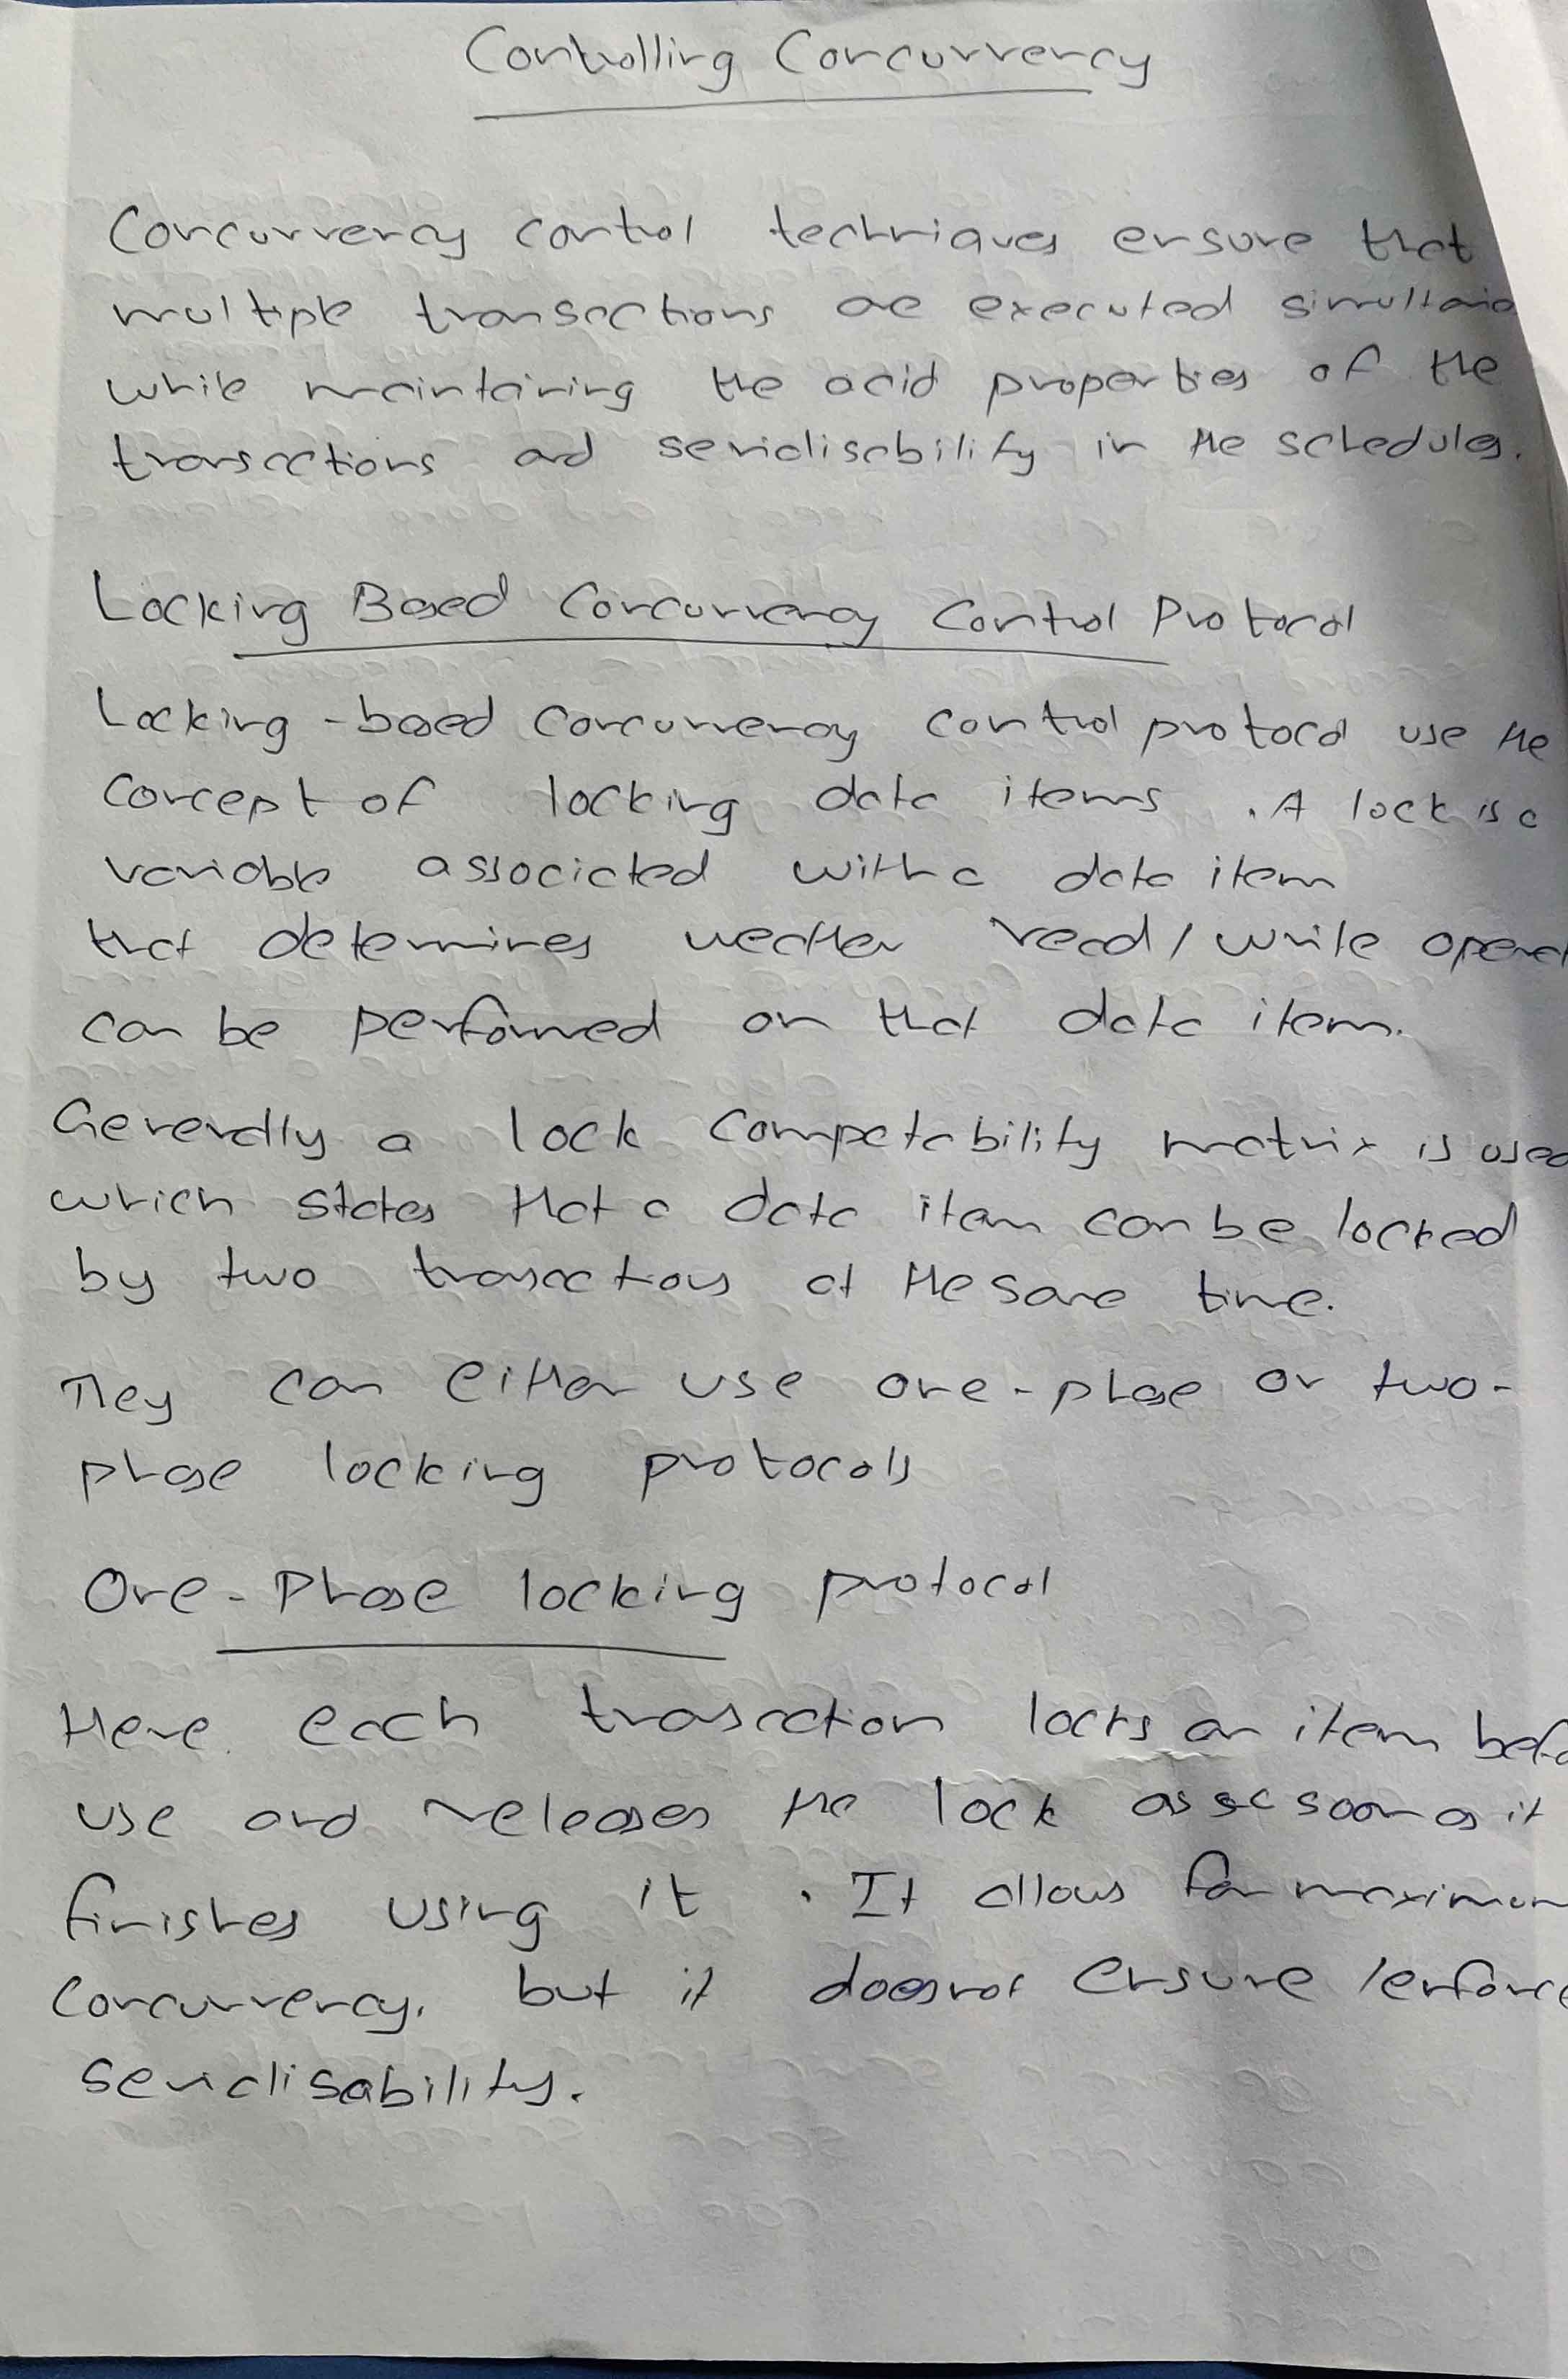 Controlling Concurrency
Concurrency control techniques ensure that
multiple transactions are executed simultaneo
while maintaining the acid properties of the
transactions and serialisability in the schedules.
Locking Based Concurrency Control Protocol
Locking-based concurrency control protocol use the
concept of locking data items . A lock is a
variable associated with a data item
that determines weather read/write operat
can be performed on that data item.
Generally a lock compatability matrix is used
which states that a data item can be locked
by two transactions at the same time.
They can either use one-phase or two-
phase locking protocols
One-Phase locking protocol
Here each transaction locks an item befo
use and releases the lock as soon as it
finishes using it . It allows for maximum
concurrency, but it does not ensure/enforce
serialisability.